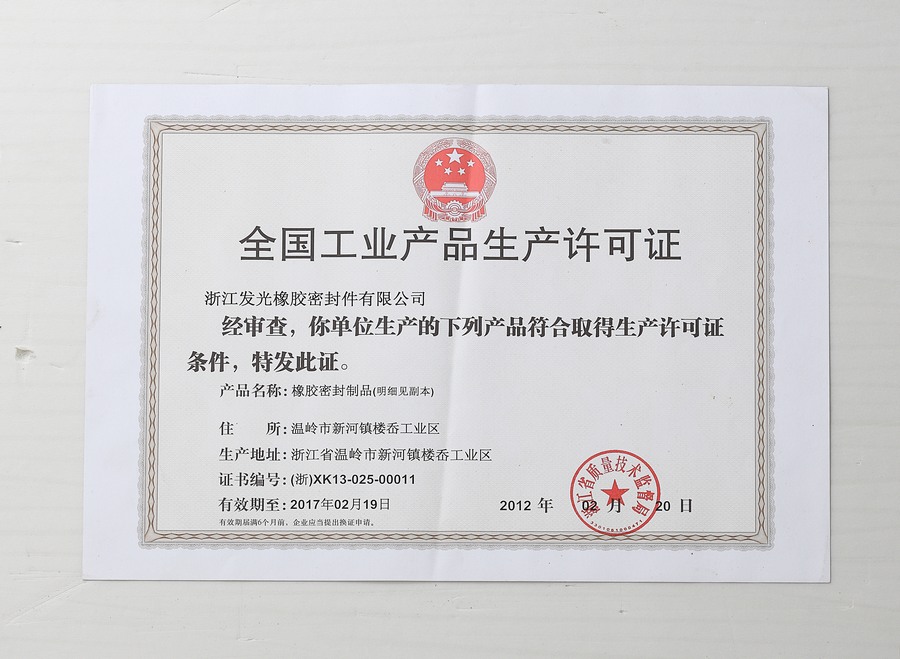 全国工业产品生产许可证
浙江发光橡胶密封件有限公司
经审查，你单位生产的下列产品符合取得生产许可证
条件，特发此证。
产品名称：橡胶密封制品(明细见副本)
住 所：温岭市新河镇楼岙工业区
生产地址：浙江省温岭市新河镇楼岙工业区
证书编号：(浙)XK13-025-00011
有效期至：2017年02月19日
2012 年 02 月 20 日
有效期届满6个月前，企业应当提出换证申请。
浙江省质量技术监督局